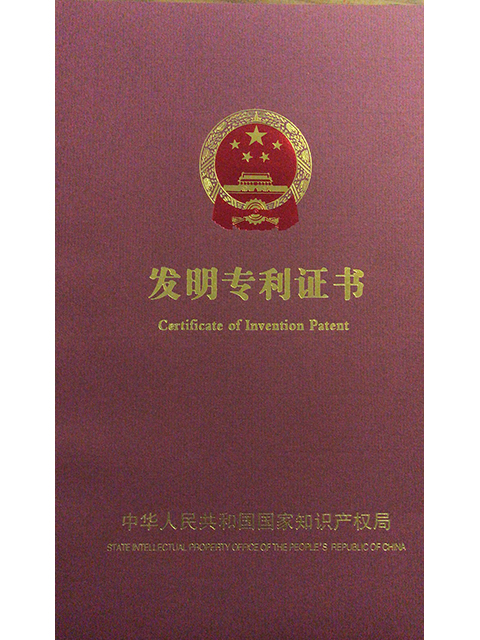 发明专利证书
Certificate of Invention Patent
中华人民共和国国家知识产权局
STATE INTELLECTUAL PROPERTY OFFICE OF THE PEOPLE'S REPUBLIC OF CHINA